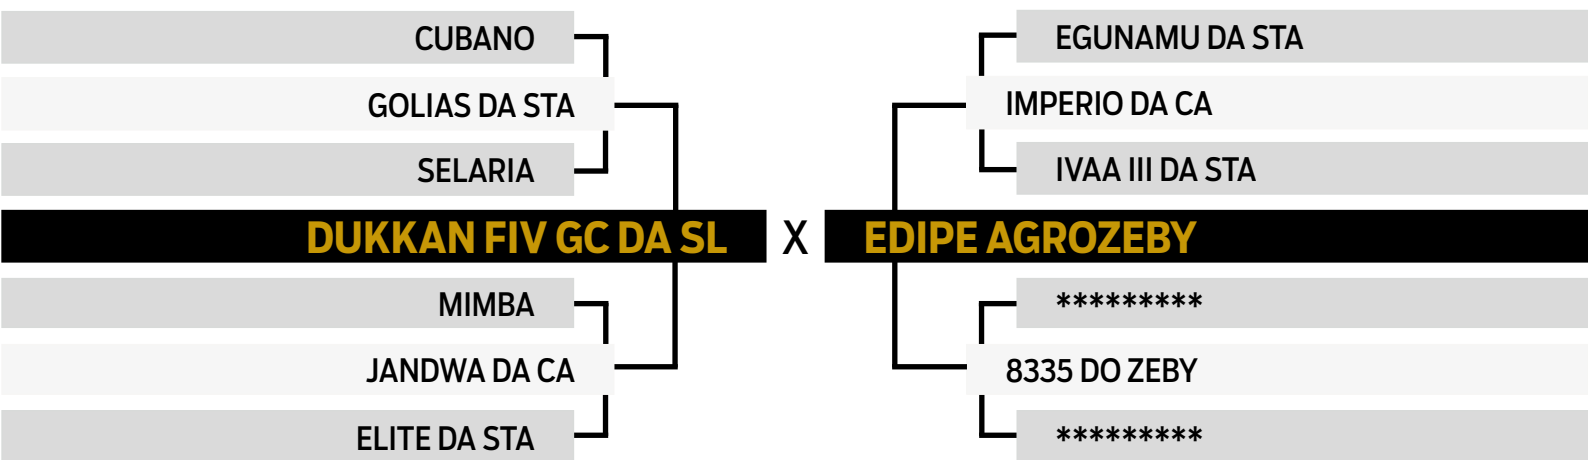 CUBANO
EGUNAMU DA STA
GOLIAS DA STA
IMPERIO DA CA
SELARIA
IVAA III DA STA
DUKKAN FIV GC DA SL X EDIPE AGROZEBY
MIMBA
*********
JANDWA DA CA
8335 DO ZEBY
ELITE DA STA
*********